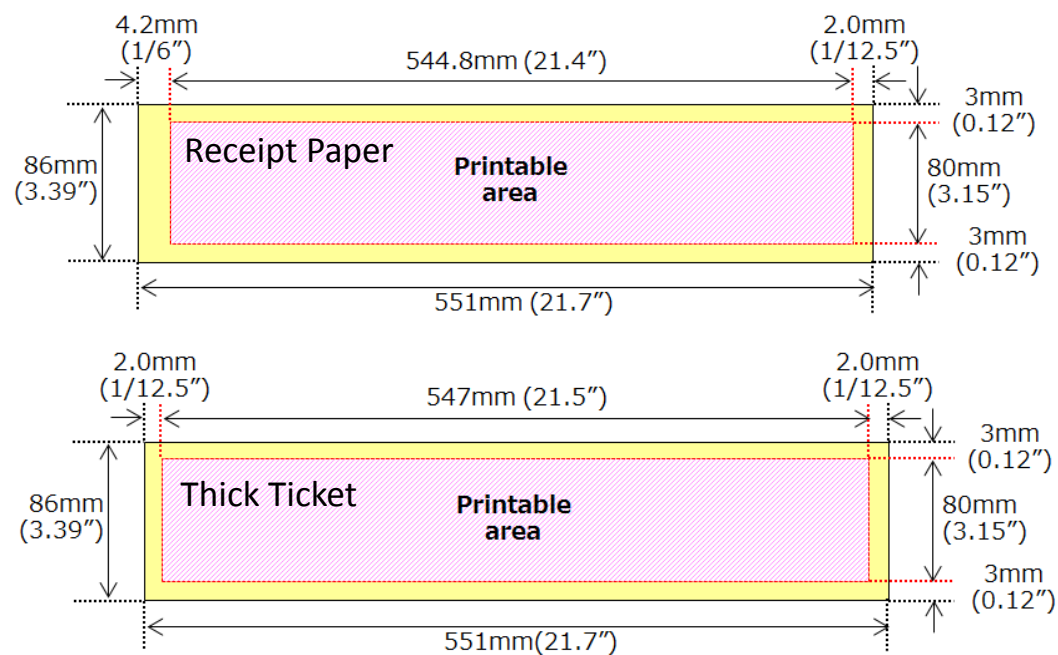 4.2mm
(1/6″)
544.8mm (21.4″)
2.0mm
(1/12.5″)
3mm
(0.12″)
86mm
(3.39″)
Receipt Paper
Printable
area
80mm
(3.15″)
3mm
(0.12″)
551mm (21.7″)
2.0mm
(1/12.5″)
547mm (21.5″)
2.0mm
(1/12.5″)
3mm
(0.12″)
86mm
(3.39″)
Thick Ticket
Printable
area
80mm
(3.15″)
3mm
(0.12″)
551mm(21.7″)